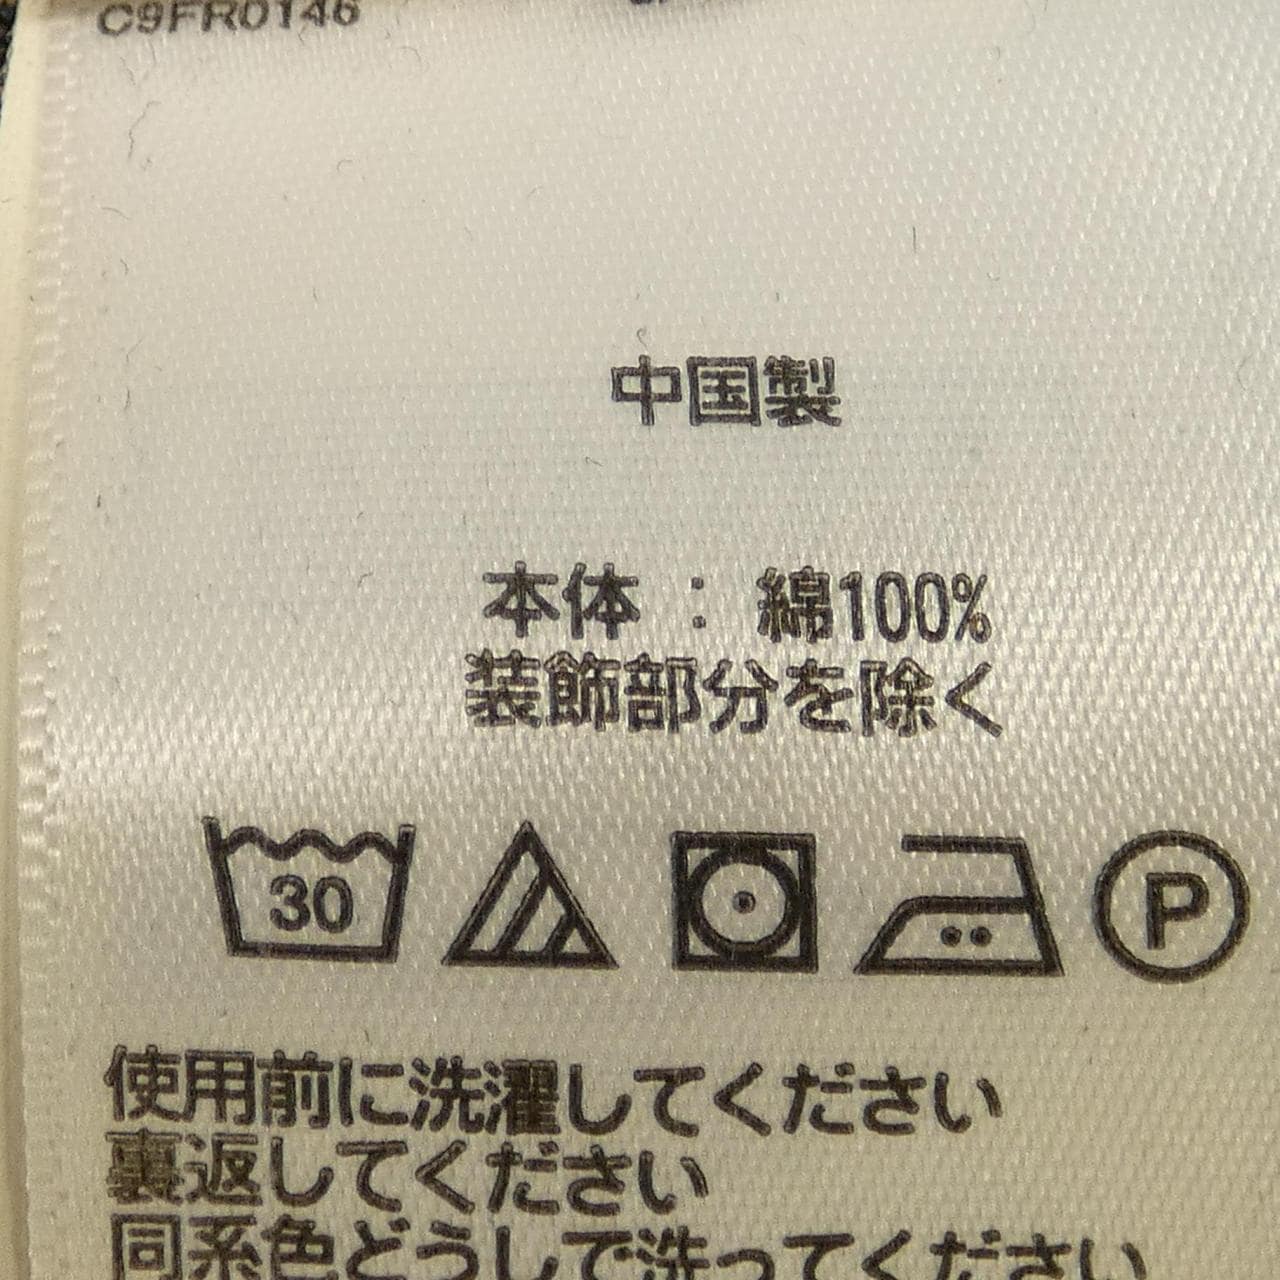 C9FR0146
中国製
本体 : 綿100%
装飾部分を除く
30
P
使用前に洗濯してください
裏返してください
同系色どうしで洗ってください